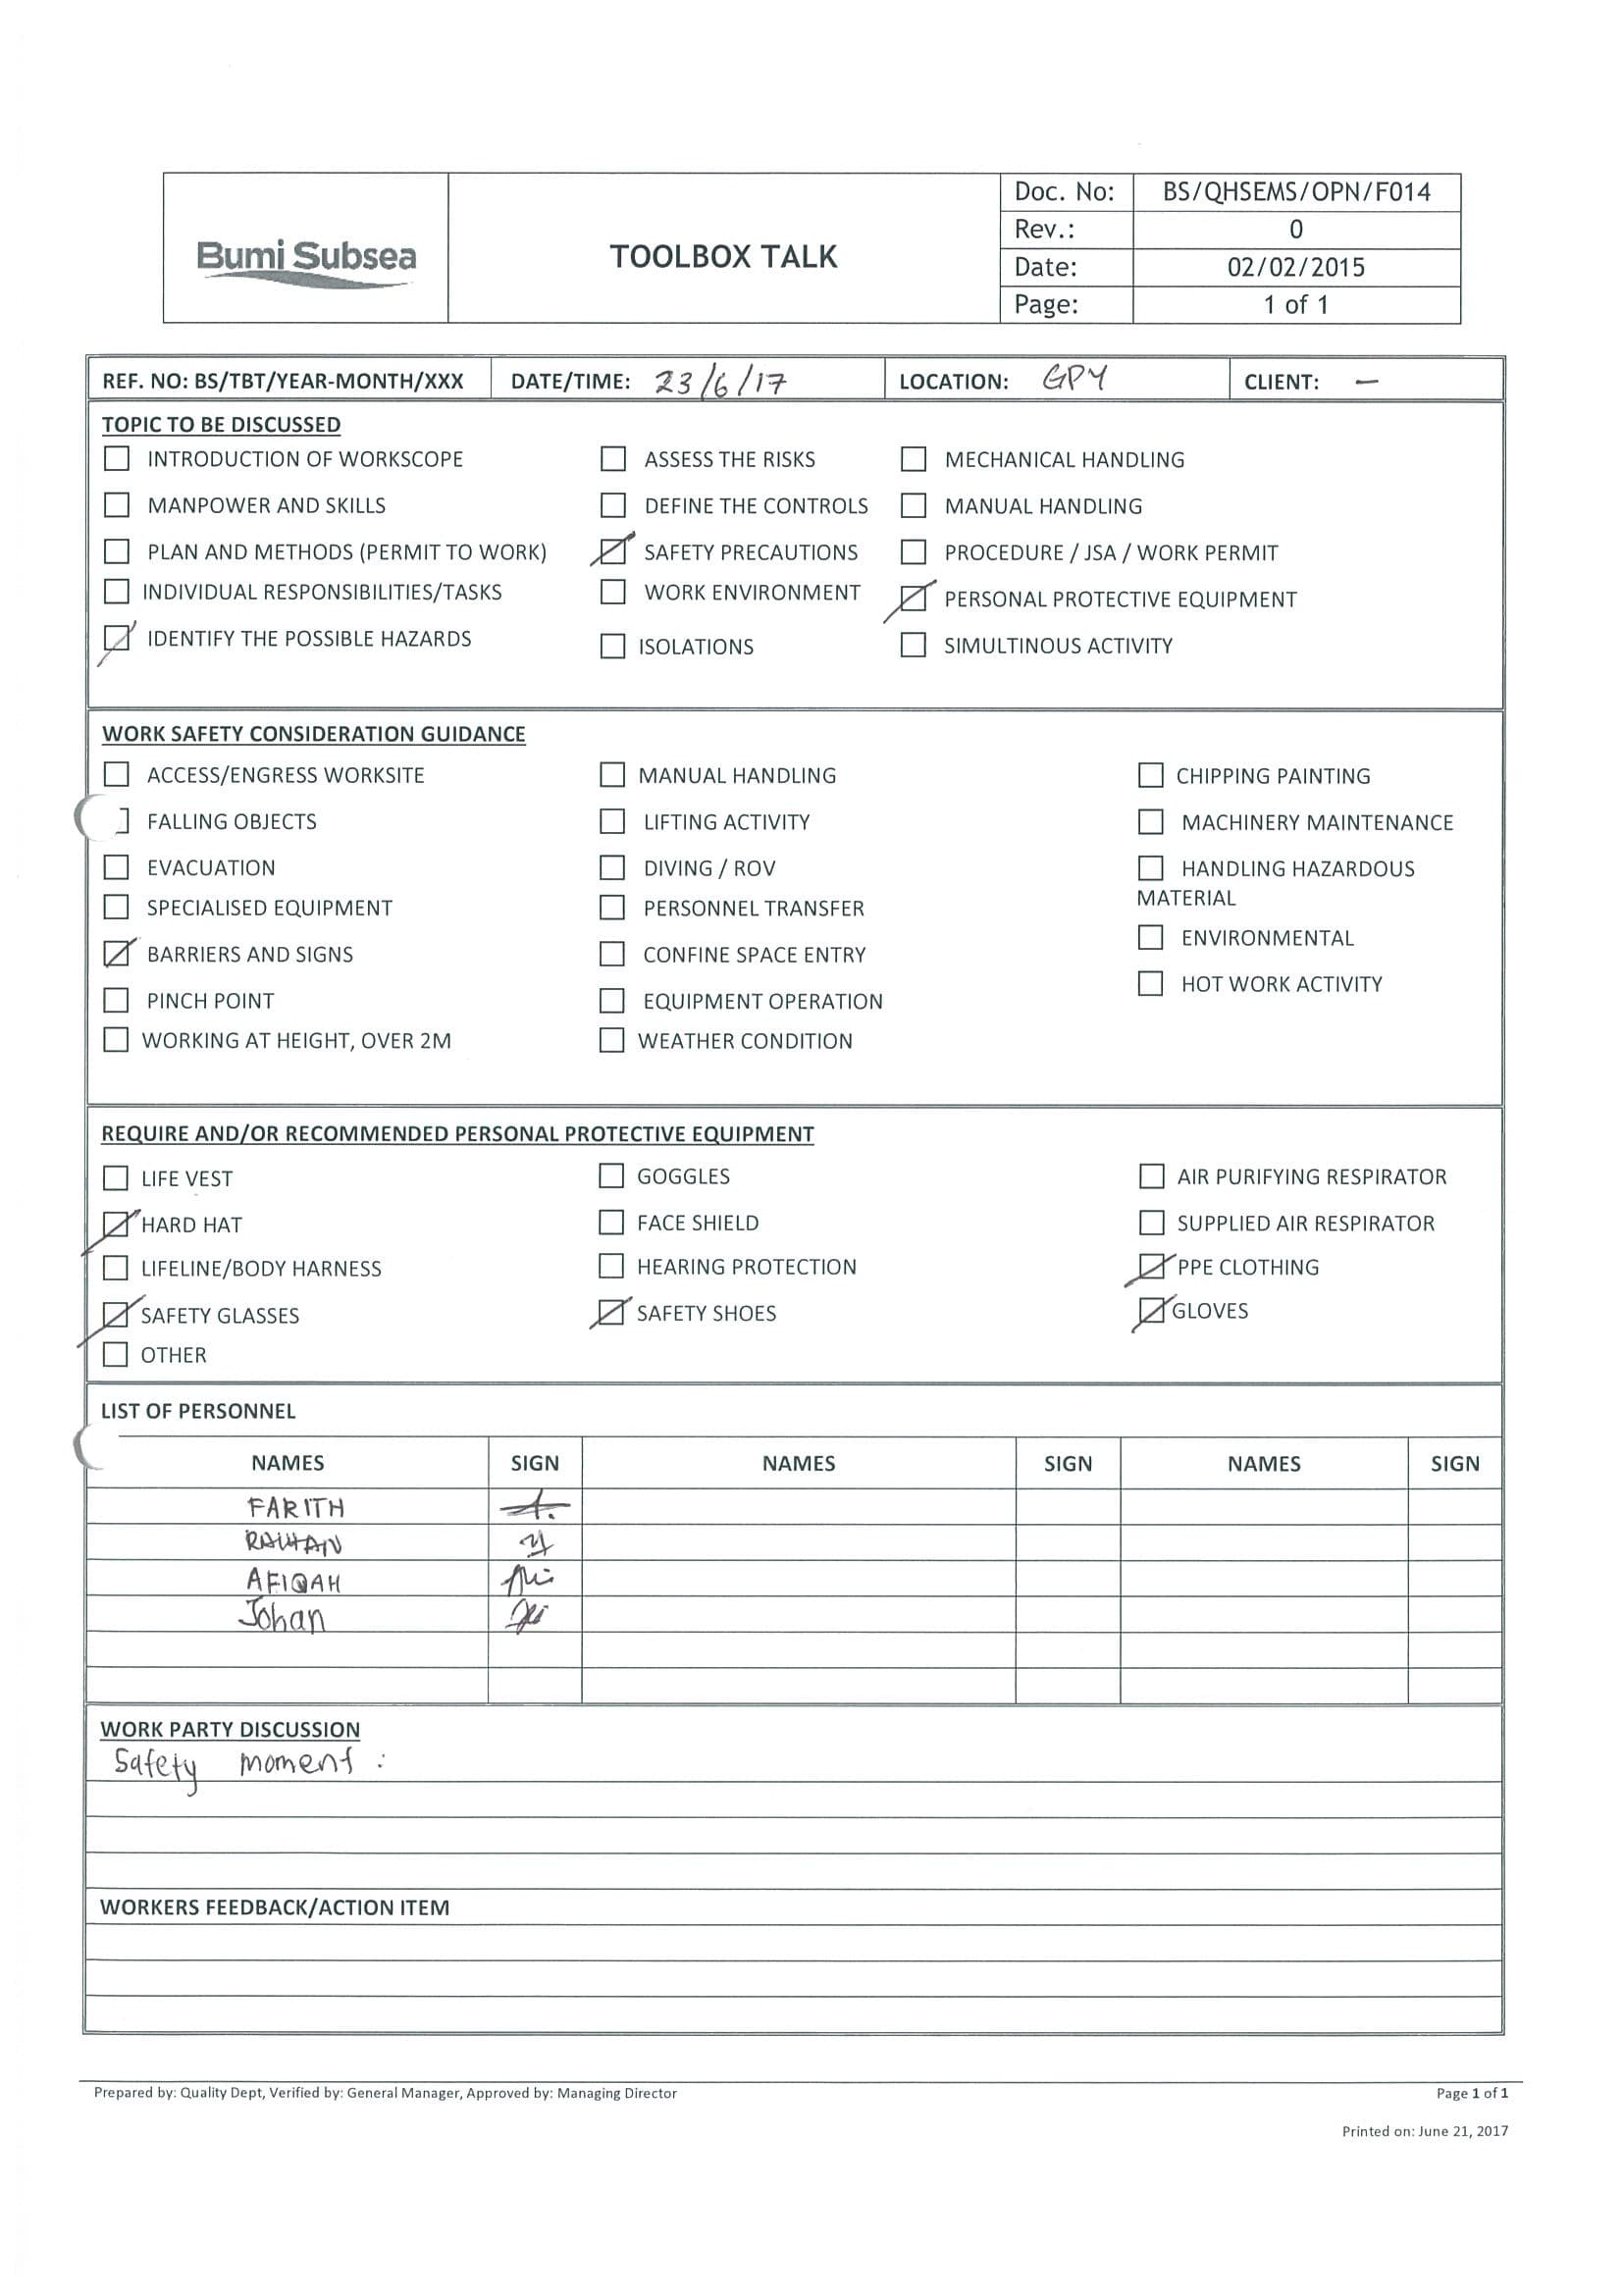 Bumi Subsea
TOOLBOX TALK
Doc. No: BS/QHSEMS/OPN/F014
Rev.: 0
Date: 02/02/2015
Page: 1 of 1
REF. NO: BS/TBT/YEAR-MONTH/XXX DATE/TIME: 23/6/17 LOCATION: GPY CLIENT: –
TOPIC TO BE DISCUSSED
INTRODUCTION OF WORKSCOPE ASSESS THE RISKS MECHANICAL HANDLING
MANPOWER AND SKILLS DEFINE THE CONTROLS MANUAL HANDLING
PLAN AND METHODS (PERMIT TO WORK) SAFETY PRECAUTIONS PROCEDURE / JSA / WORK PERMIT
INDIVIDUAL RESPONSIBILITIES/TASKS WORK ENVIRONMENT PERSONAL PROTECTIVE EQUIPMENT
IDENTIFY THE POSSIBLE HAZARDS ISOLATIONS SIMULTINOUS ACTIVITY
WORK SAFETY CONSIDERATION GUIDANCE
ACCESS/ENGRESS WORKSITE MANUAL HANDLING CHIPPING PAINTING
FALLING OBJECTS LIFTING ACTIVITY MACHINERY MAINTENANCE
EVACUATION DIVING / ROV HANDLING HAZARDOUS
MATERIAL
SPECIALISED EQUIPMENT PERSONNEL TRANSFER
ENVIRONMENTAL
BARRIERS AND SIGNS CONFINE SPACE ENTRY
HOT WORK ACTIVITY
PINCH POINT EQUIPMENT OPERATION
WORKING AT HEIGHT, OVER 2M WEATHER CONDITION
REQUIRE AND/OR RECOMMENDED PERSONAL PROTECTIVE EQUIPMENT
LIFE VEST GOGGLES AIR PURIFYING RESPIRATOR
HARD HAT FACE SHIELD SUPPLIED AIR RESPIRATOR
LIFELINE/BODY HARNESS HEARING PROTECTION PPE CLOTHING
SAFETY GLASSES SAFETY SHOES GLOVES
OTHER
LIST OF PERSONNEL
NAMES SIGN NAMES SIGN NAMES SIGN
FARITH
RAIHAN
AFIQAH
Johan
WORK PARTY DISCUSSION
Safety moment :
WORKERS FEEDBACK/ACTION ITEM
Prepared by: Quality Dept, Verified by: General Manager, Approved by: Managing Director Page 1 of 1
Printed on: June 21, 2017